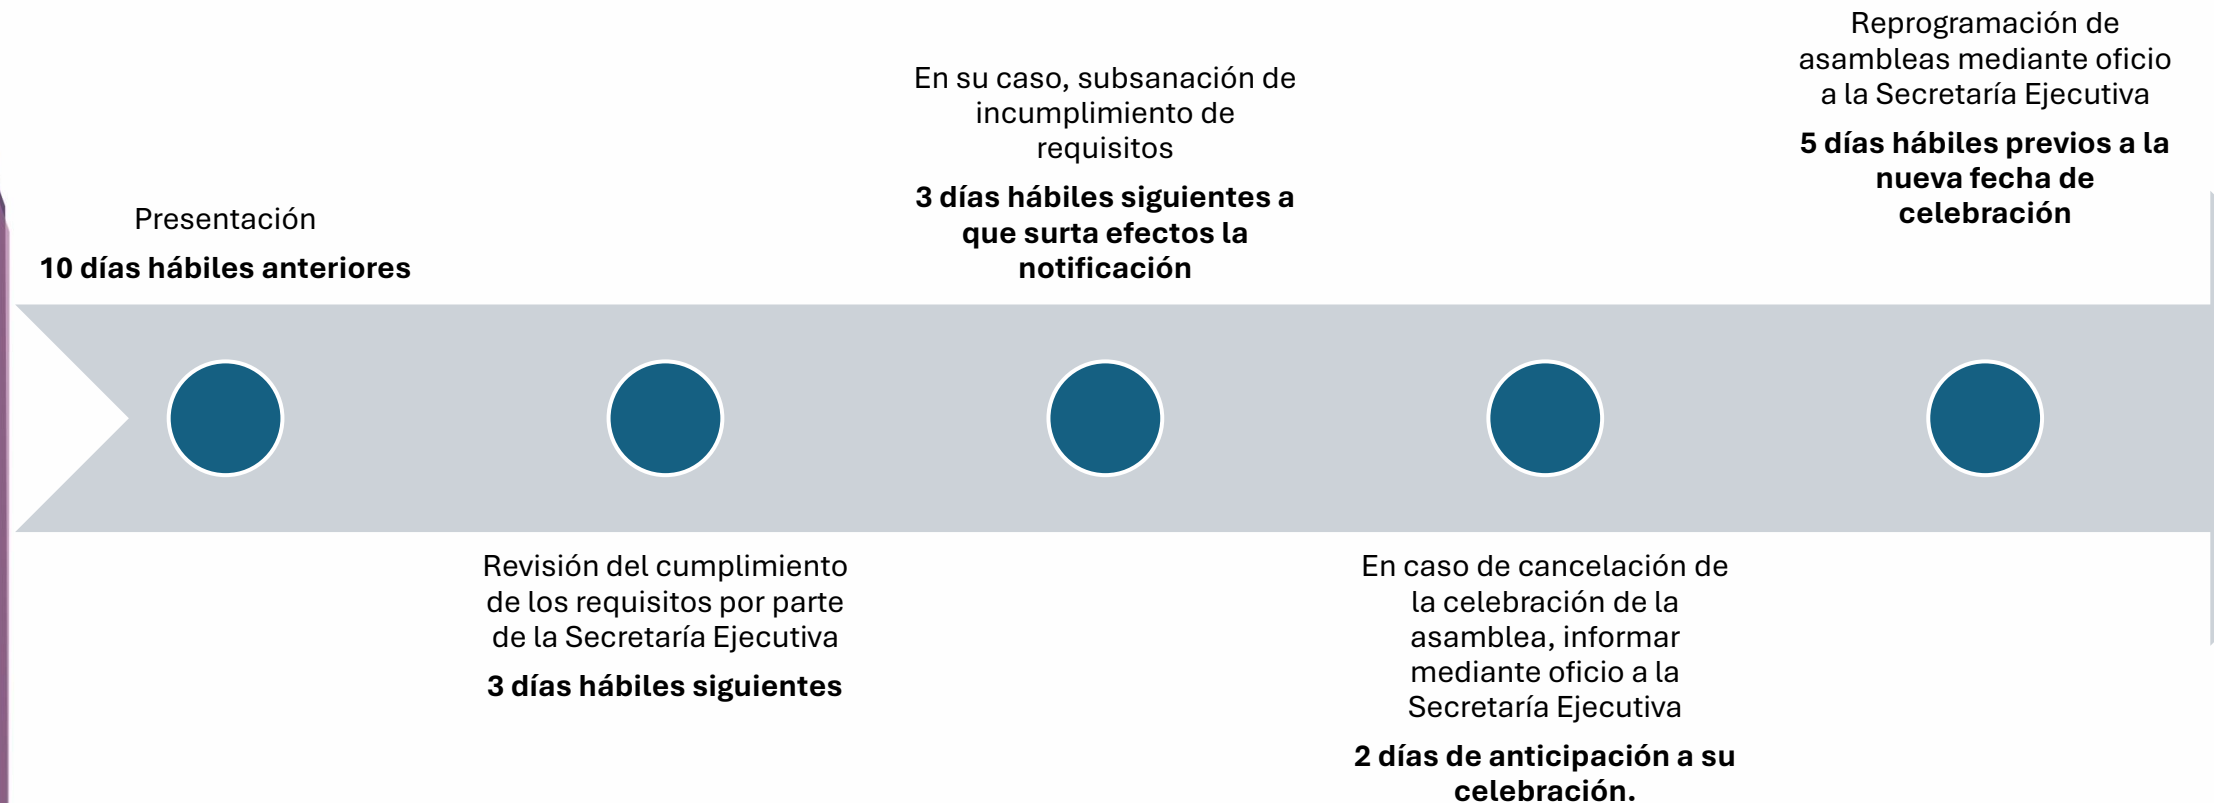 Presentación
10 días hábiles anteriores
Revisión del cumplimiento
de los requisitos por parte
de la Secretaría Ejecutiva
3 días hábiles siguientes
En su caso, subsanación de
incumplimiento de
requisitos
3 días hábiles siguientes a
que surta efectos la
notificación
En caso de cancelación de
la celebración de la
asamblea, informar
mediante oficio a la
Secretaría Ejecutiva
2 días de anticipación a su
celebración.
Reprogramación de
asambleas mediante oficio
a la Secretaría Ejecutiva
5 días hábiles previos a la
nueva fecha de
celebración